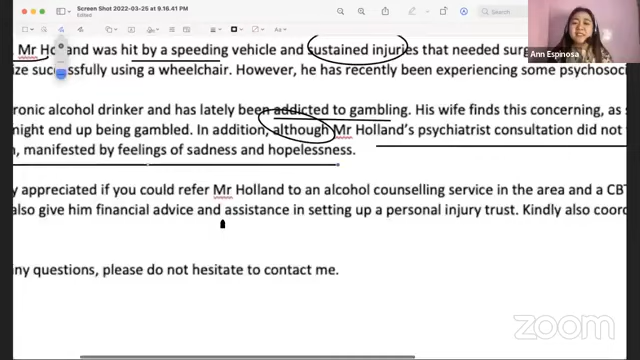 Screen Shot 2022-03-25 at 9.16.41 PM
Edited
Search
Ann Espinosa
Mr Holland was hit by a speeding vehicle and sustained injuries that needed surg
ize successfully using a wheelchair. However, he has recently been experiencing some psychosoci
ronic alcohol drinker and has lately been addicted to gambling. His wife finds this concerning, as s
might end up being gambled. In addition, although Mr Holland's psychiatrist consultation did not
n, manifested by feelings of sadness and hopelessness.
y appreciated if you could refer Mr Holland to an alcohol counselling service in the area and a CBT
also give him financial advice and assistance in setting up a personal injury trust. Kindly also coord
any questions, please do not hesitate to contact me.
zoom